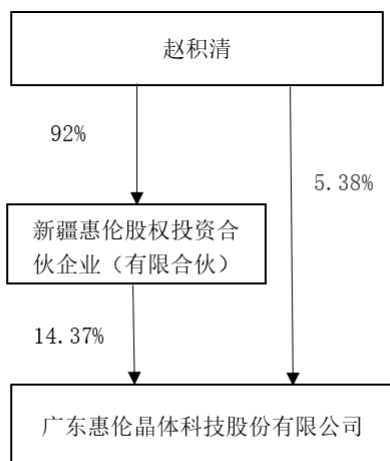 赵积清
92%
5.38%
新疆惠伦股权投资合
伙企业（有限合伙）
14.37%
广东惠伦晶体科技股份有限公司